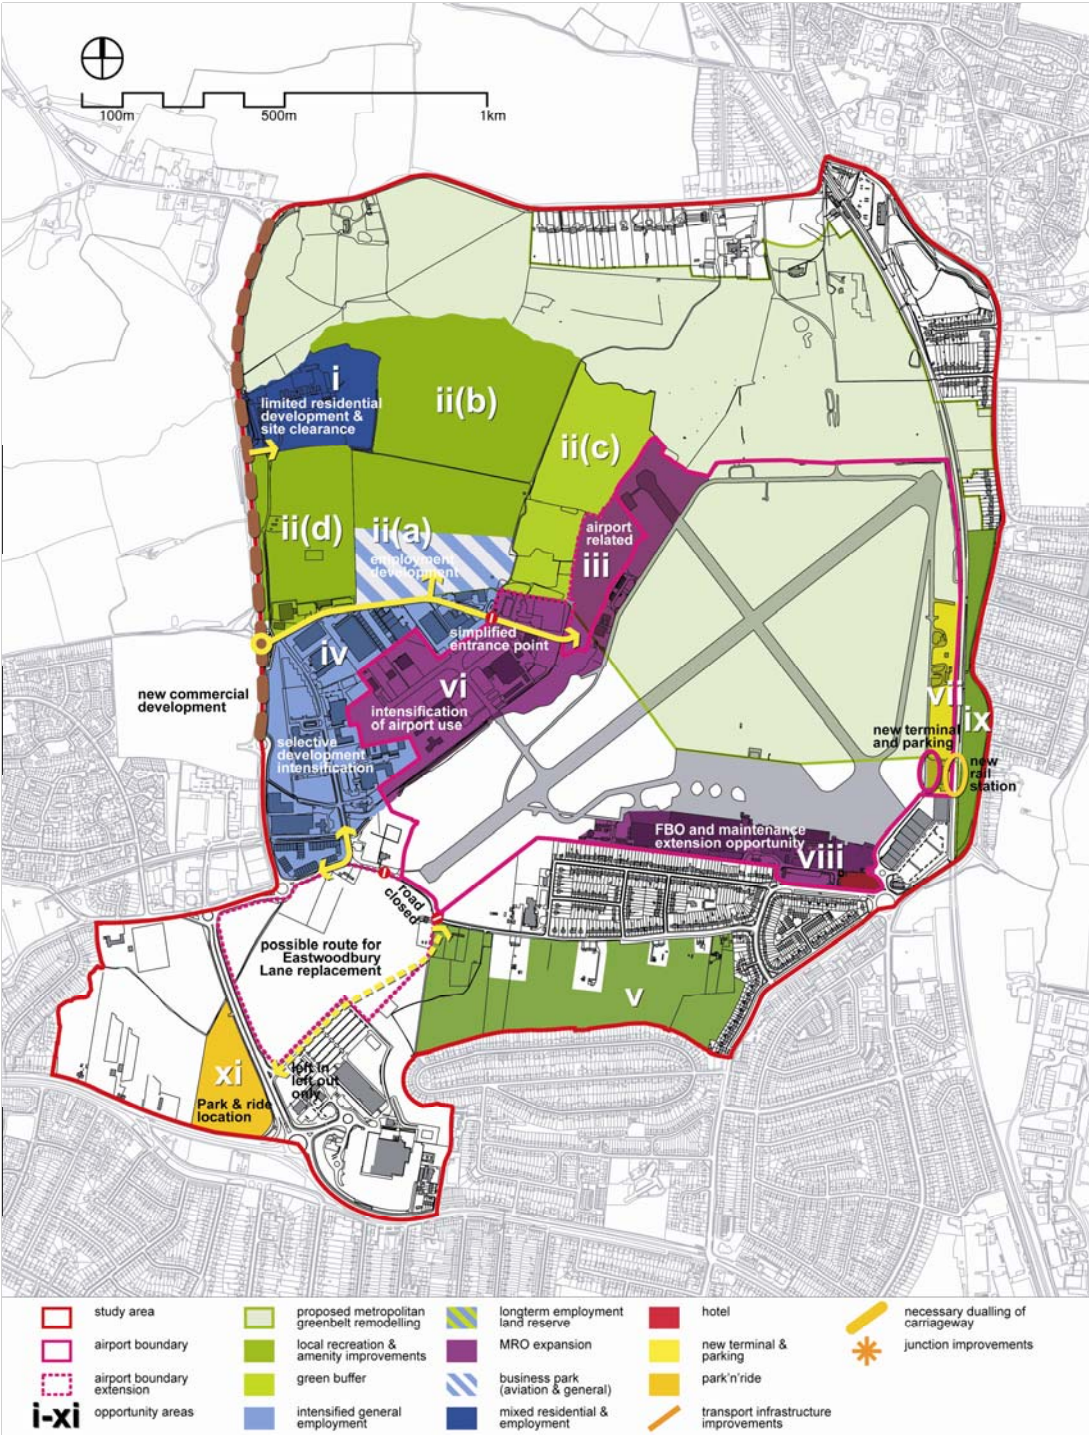 100m
500m
1km
i
limited residential
development &
site clearance
ii(b)
ii(c)
ii(d)
ii(a)
employment
development
airport
related
iii
simplified
entrance point
iv
vi
intensification
of airport use
new commercial
development
selective
development
intensification
vii
ix
new terminal
and parking
new
rail
station
FBO and maintenance
extension opportunity
viii
road
closed
possible route for
Eastwoodbury
Lane replacement
v
xi
Park & ride
location
left in
left out
only
study area
airport boundary
airport boundary
extension
i-xi
opportunity areas
proposed metropolitan
greenbelt remodelling
local recreation &
amenity improvements
green buffer
intensified general
employment
longterm employment
land reserve
MRO expansion
business park
(aviation & general)
mixed residential &
employment
hotel
new terminal &
parking
park'n'ride
transport infrastructure
improvements
necessary dualling of
carriageway
junction improvements